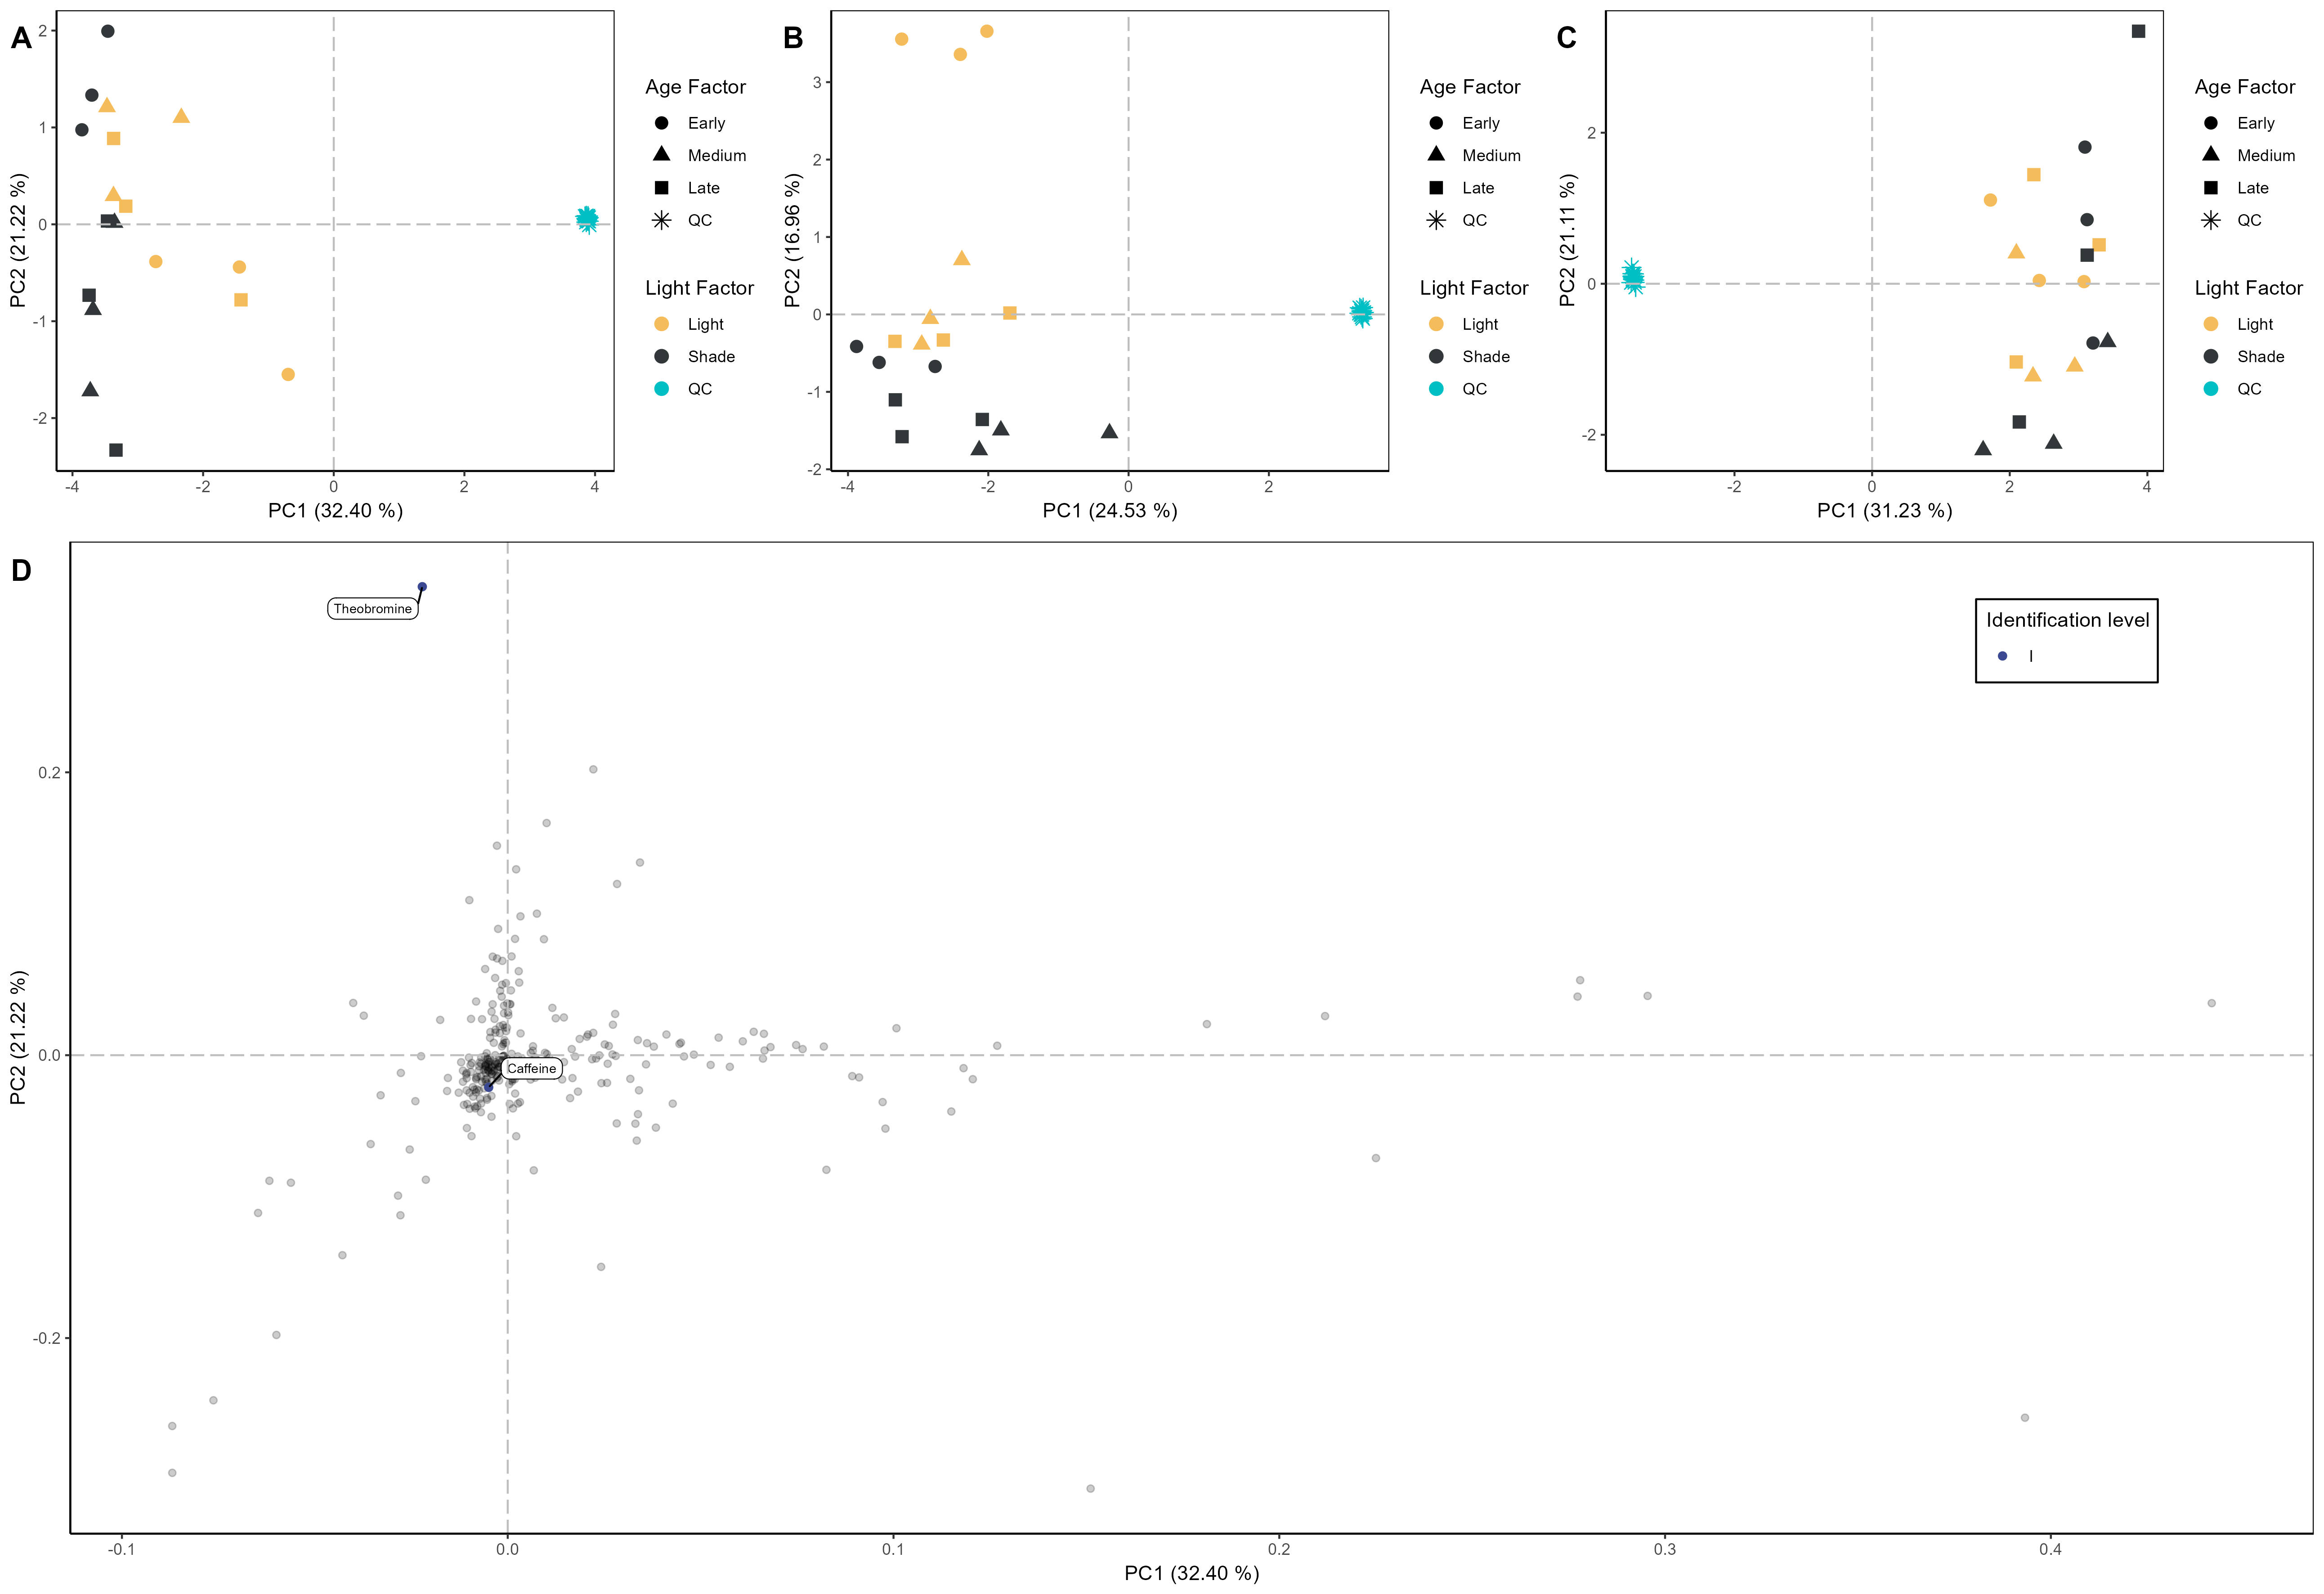 A
PC2 (21.22 %)
2
1
0
-1
-2
-4
-2
0
2
4
PC1 (32.40 %)
Age Factor
Early
Medium
Late
QC
Light Factor
Light
Shade
QC
B
PC2 (16.96 %)
3
2
1
0
-1
-2
-4
-2
0
2
PC1 (24.53 %)
Age Factor
Early
Medium
Late
QC
Light Factor
Light
Shade
QC
C
PC2 (21.11 %)
2
0
-2
-2
0
2
4
PC1 (31.23 %)
Age Factor
Early
Medium
Late
QC
Light Factor
Light
Shade
QC
D
Theobromine
Identification level
I
PC2 (21.22 %)
0.2
0.0
-0.2
Caffeine
-0.1
0.0
0.1
0.2
0.3
0.4
PC1 (32.40 %)